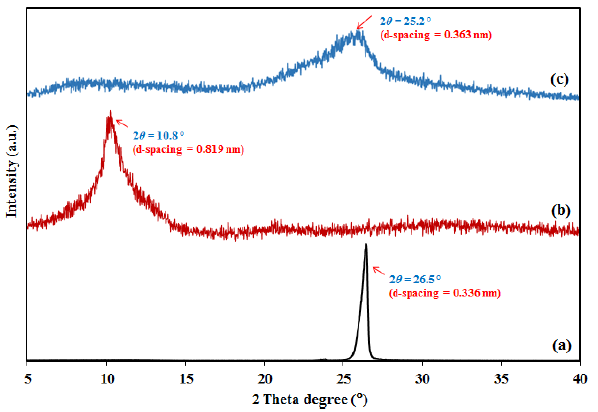 2θ = 25.2°
(d-spacing = 0.363 nm)
(c)
2θ = 10.8°
(d-spacing = 0.819 nm)
(b)
2θ = 26.5°
(d-spacing = 0.336 nm)
(a)
Intensity (a.u.)
5 10 15 20 25 30 35 40
2 Theta degree (°)